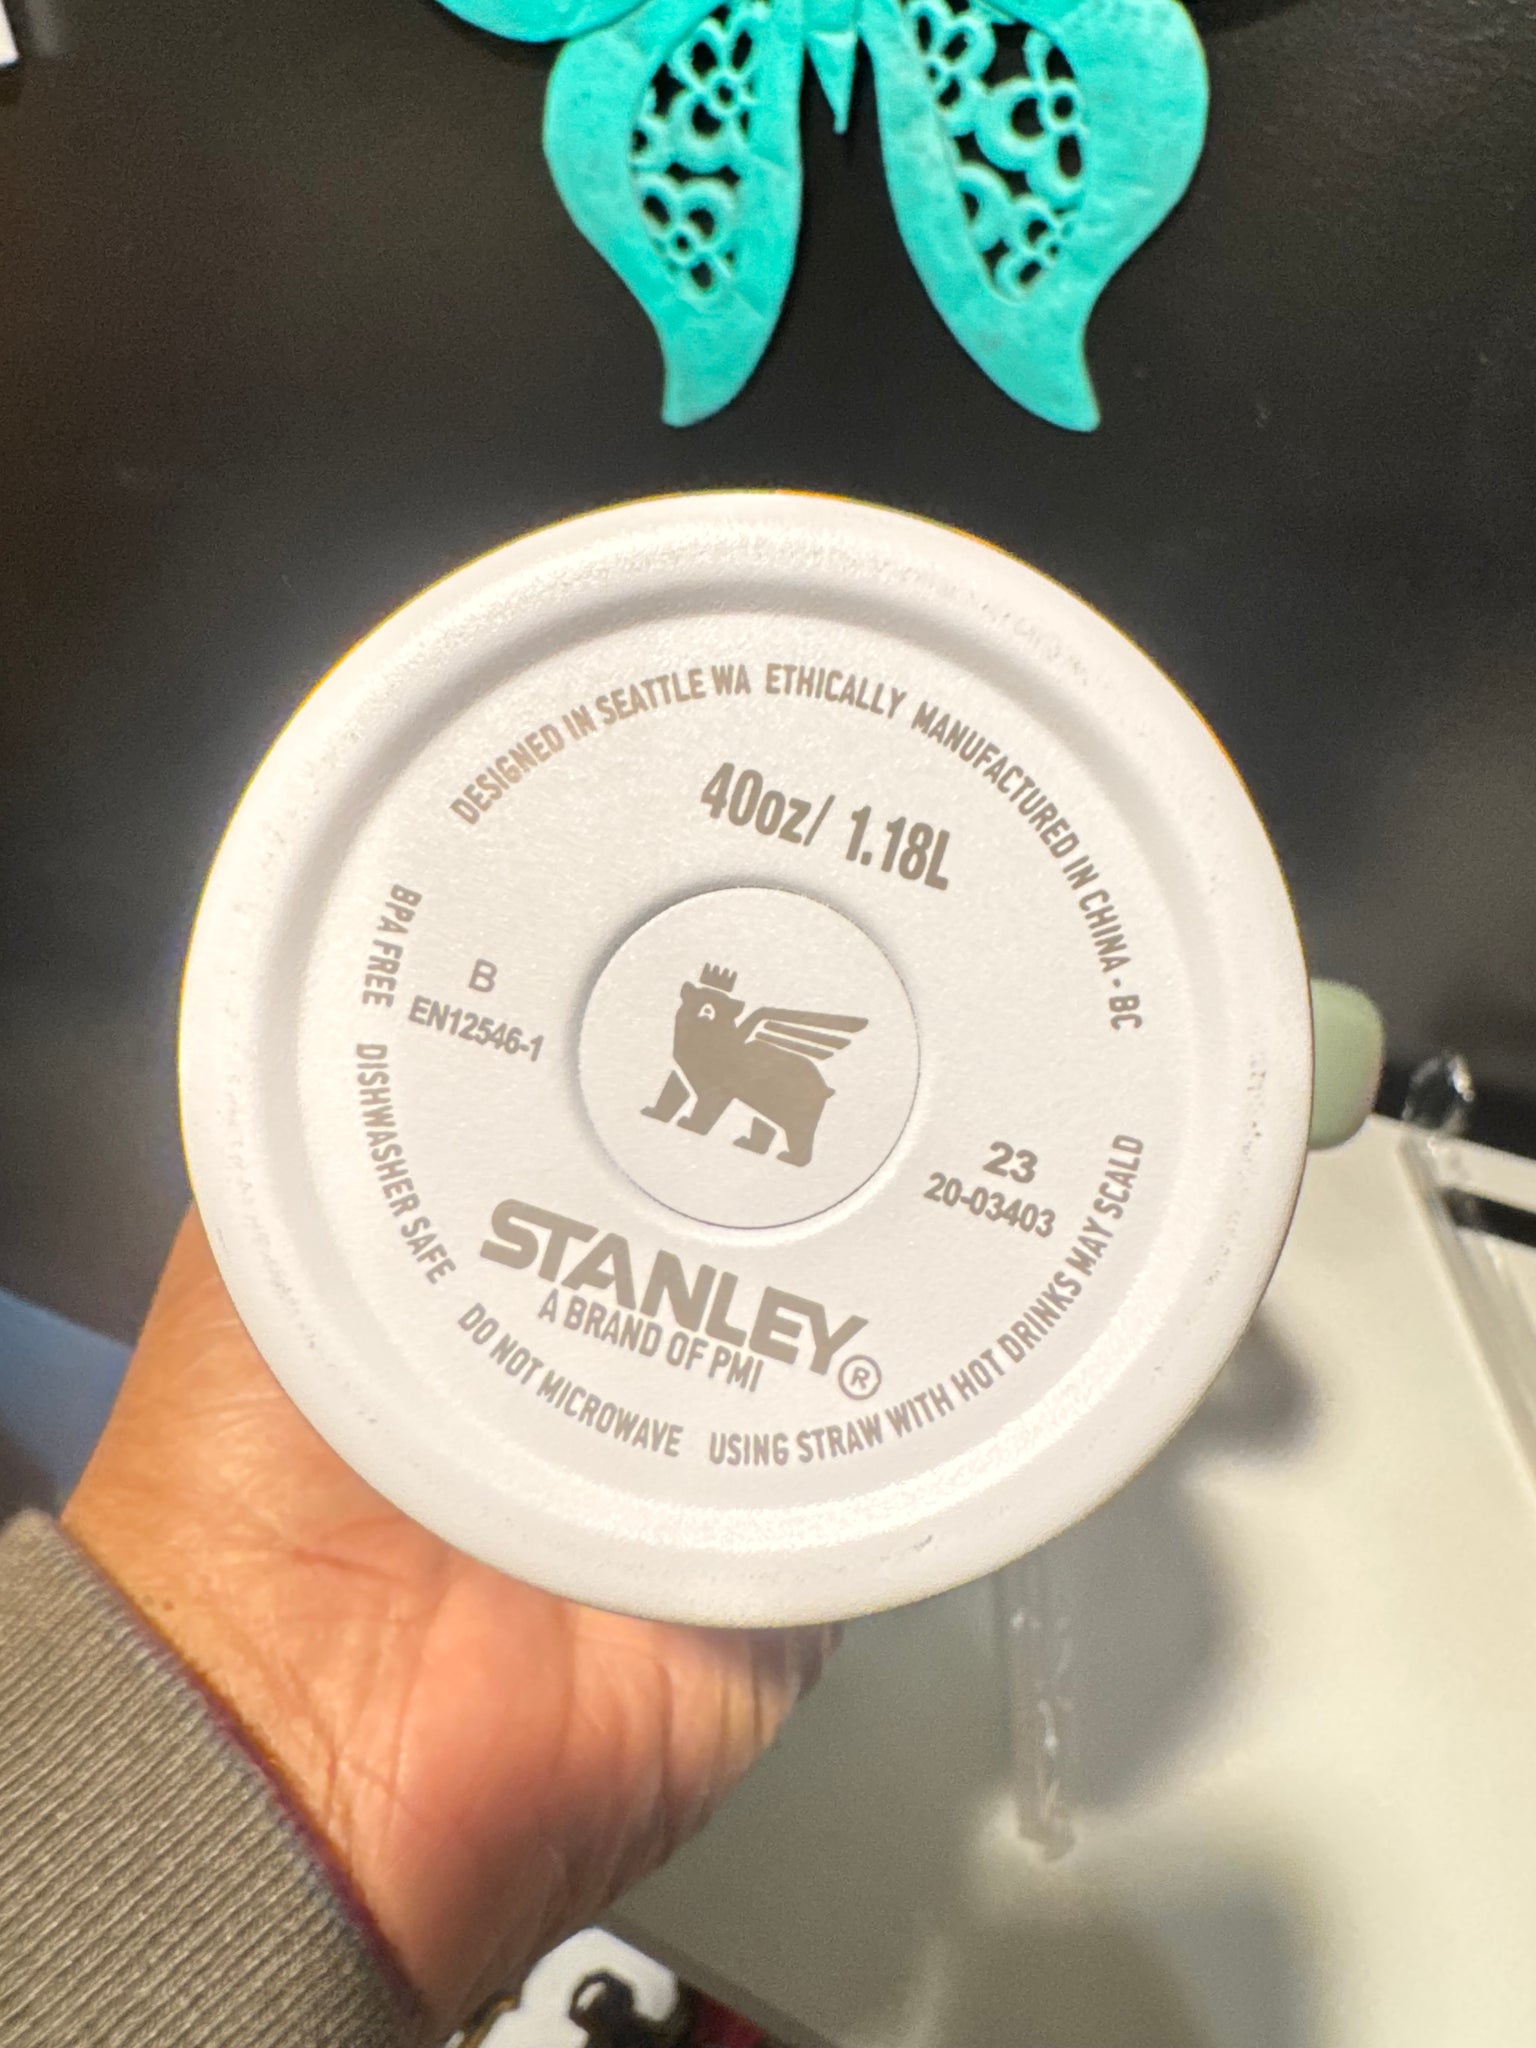 DESIGNED IN SEATTLE WA ETHICALLY MANUFACTURED IN CHINA - BC
40oz/ 1.18L
BPA FREE
B
EN12546-1
23
20-03403
STANLEY®
A BRAND OF PMI
DISHWASHER SAFE
DO NOT MICROWAVE
USING STRAW WITH HOT DRINKS MAY SCALD